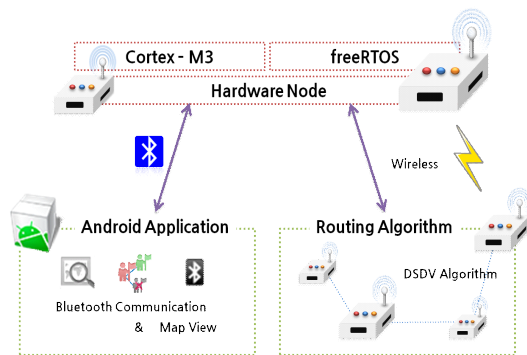 Cortex - M3
freeRTOS
Hardware Node
Wireless
Android Application
Routing Algorithm
DSDV Algorithm
Bluetooth Communication
& Map View